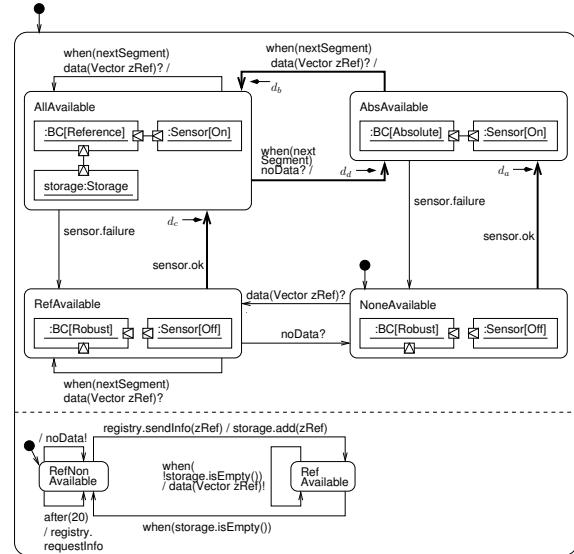 when(nextSegment)
data(Vector zRef)? /
when(nextSegment)
data(Vector zRef)? /
d_b
AllAvailable
:BC[Reference]
:Sensor[On]
storage:Storage
AbsAvailable
:BC[Absolute]
:Sensor[On]
when(next
Segment)
noData? /
d_d
d_a
sensor.failure
d_c
sensor.ok
sensor.failure
sensor.ok
RefAvailable
:BC[Robust]
:Sensor[Off]
data(Vector zRef)?
noData?
NoneAvailable
:BC[Robust]
:Sensor[Off]
when(nextSegment)
data(Vector zRef)?
/ noData!
registry.sendInfo(zRef) / storage.add(zRef)
RefNon
Available
when(
!storage.isEmpty())
/ data(Vector zRef)!
Ref
Available
after(20)
/ registry.
requestInfo
when(storage.isEmpty())